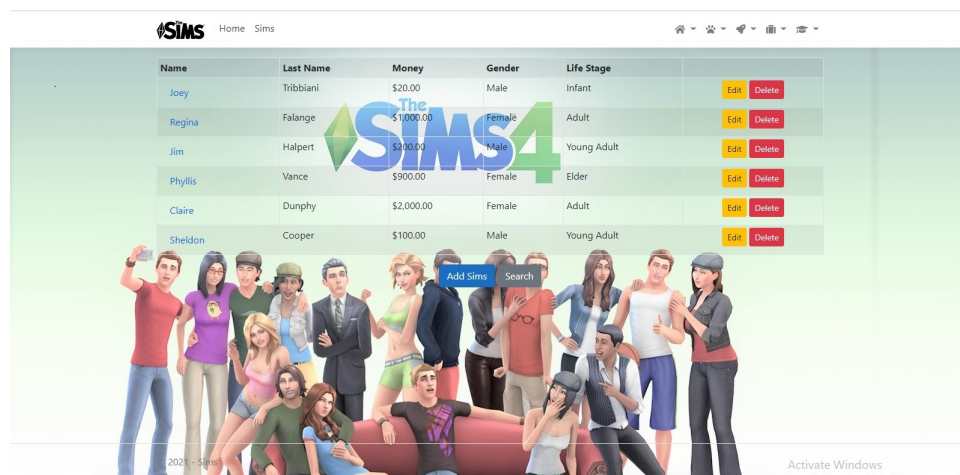 The SiMS Home Sims
Name Last Name Money Gender Life Stage
Joey Tribbiani $20.00 Male Infant Edit Delete
Regina Falange $1,000.00 Female Adult Edit Delete
Jim Halpert $200.00 Male Young Adult Edit Delete
Phyllis Vance $900.00 Female Elder Edit Delete
Claire Dunphy $2,000.00 Female Adult Edit Delete
Sheldon Cooper $100.00 Male Young Adult Edit Delete
The SiMS 4
Add Sims Search
© 2021 - Sims
Activate Windows